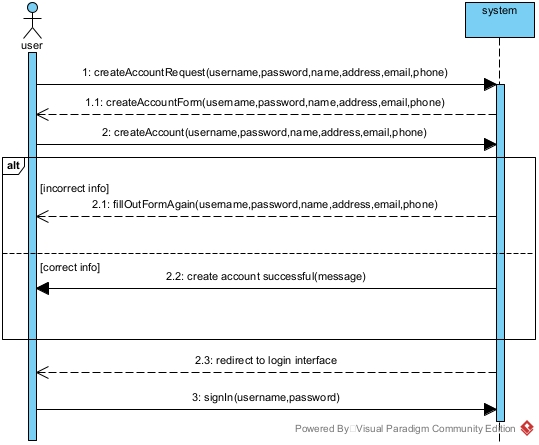 system
user
1: createAccountRequest(username,password,name,address,email,phone)
1.1: createAccountForm(username,password,name,address,email,phone)
2: createAccount(username,password,name,address,email,phone)
alt
[incorrect info]
2.1: fillOutFormAgain(username,password,name,address,email,phone)
[correct info]
2.2: create account successful(message)
2.3: redirect to login interface
3: signIn(username,password)
Powered By Visual Paradigm Community Edition